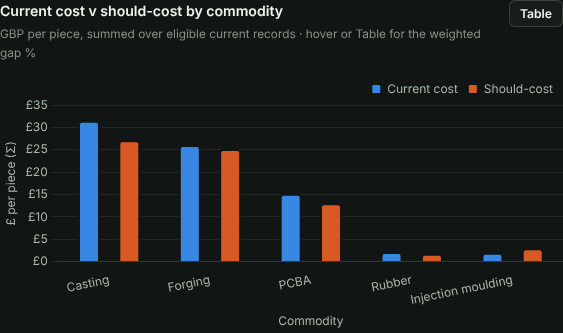 Current cost v should-cost by commodity
Table
GBP per piece, summed over eligible current records · hover or Table for the weighted
gap %
Current cost
Should-cost
£35
£30
£25
£20
£15
£10
£5
£0
£ per piece (Σ)
Casting
Forging
PCBA
Rubber
Injection moulding
Commodity